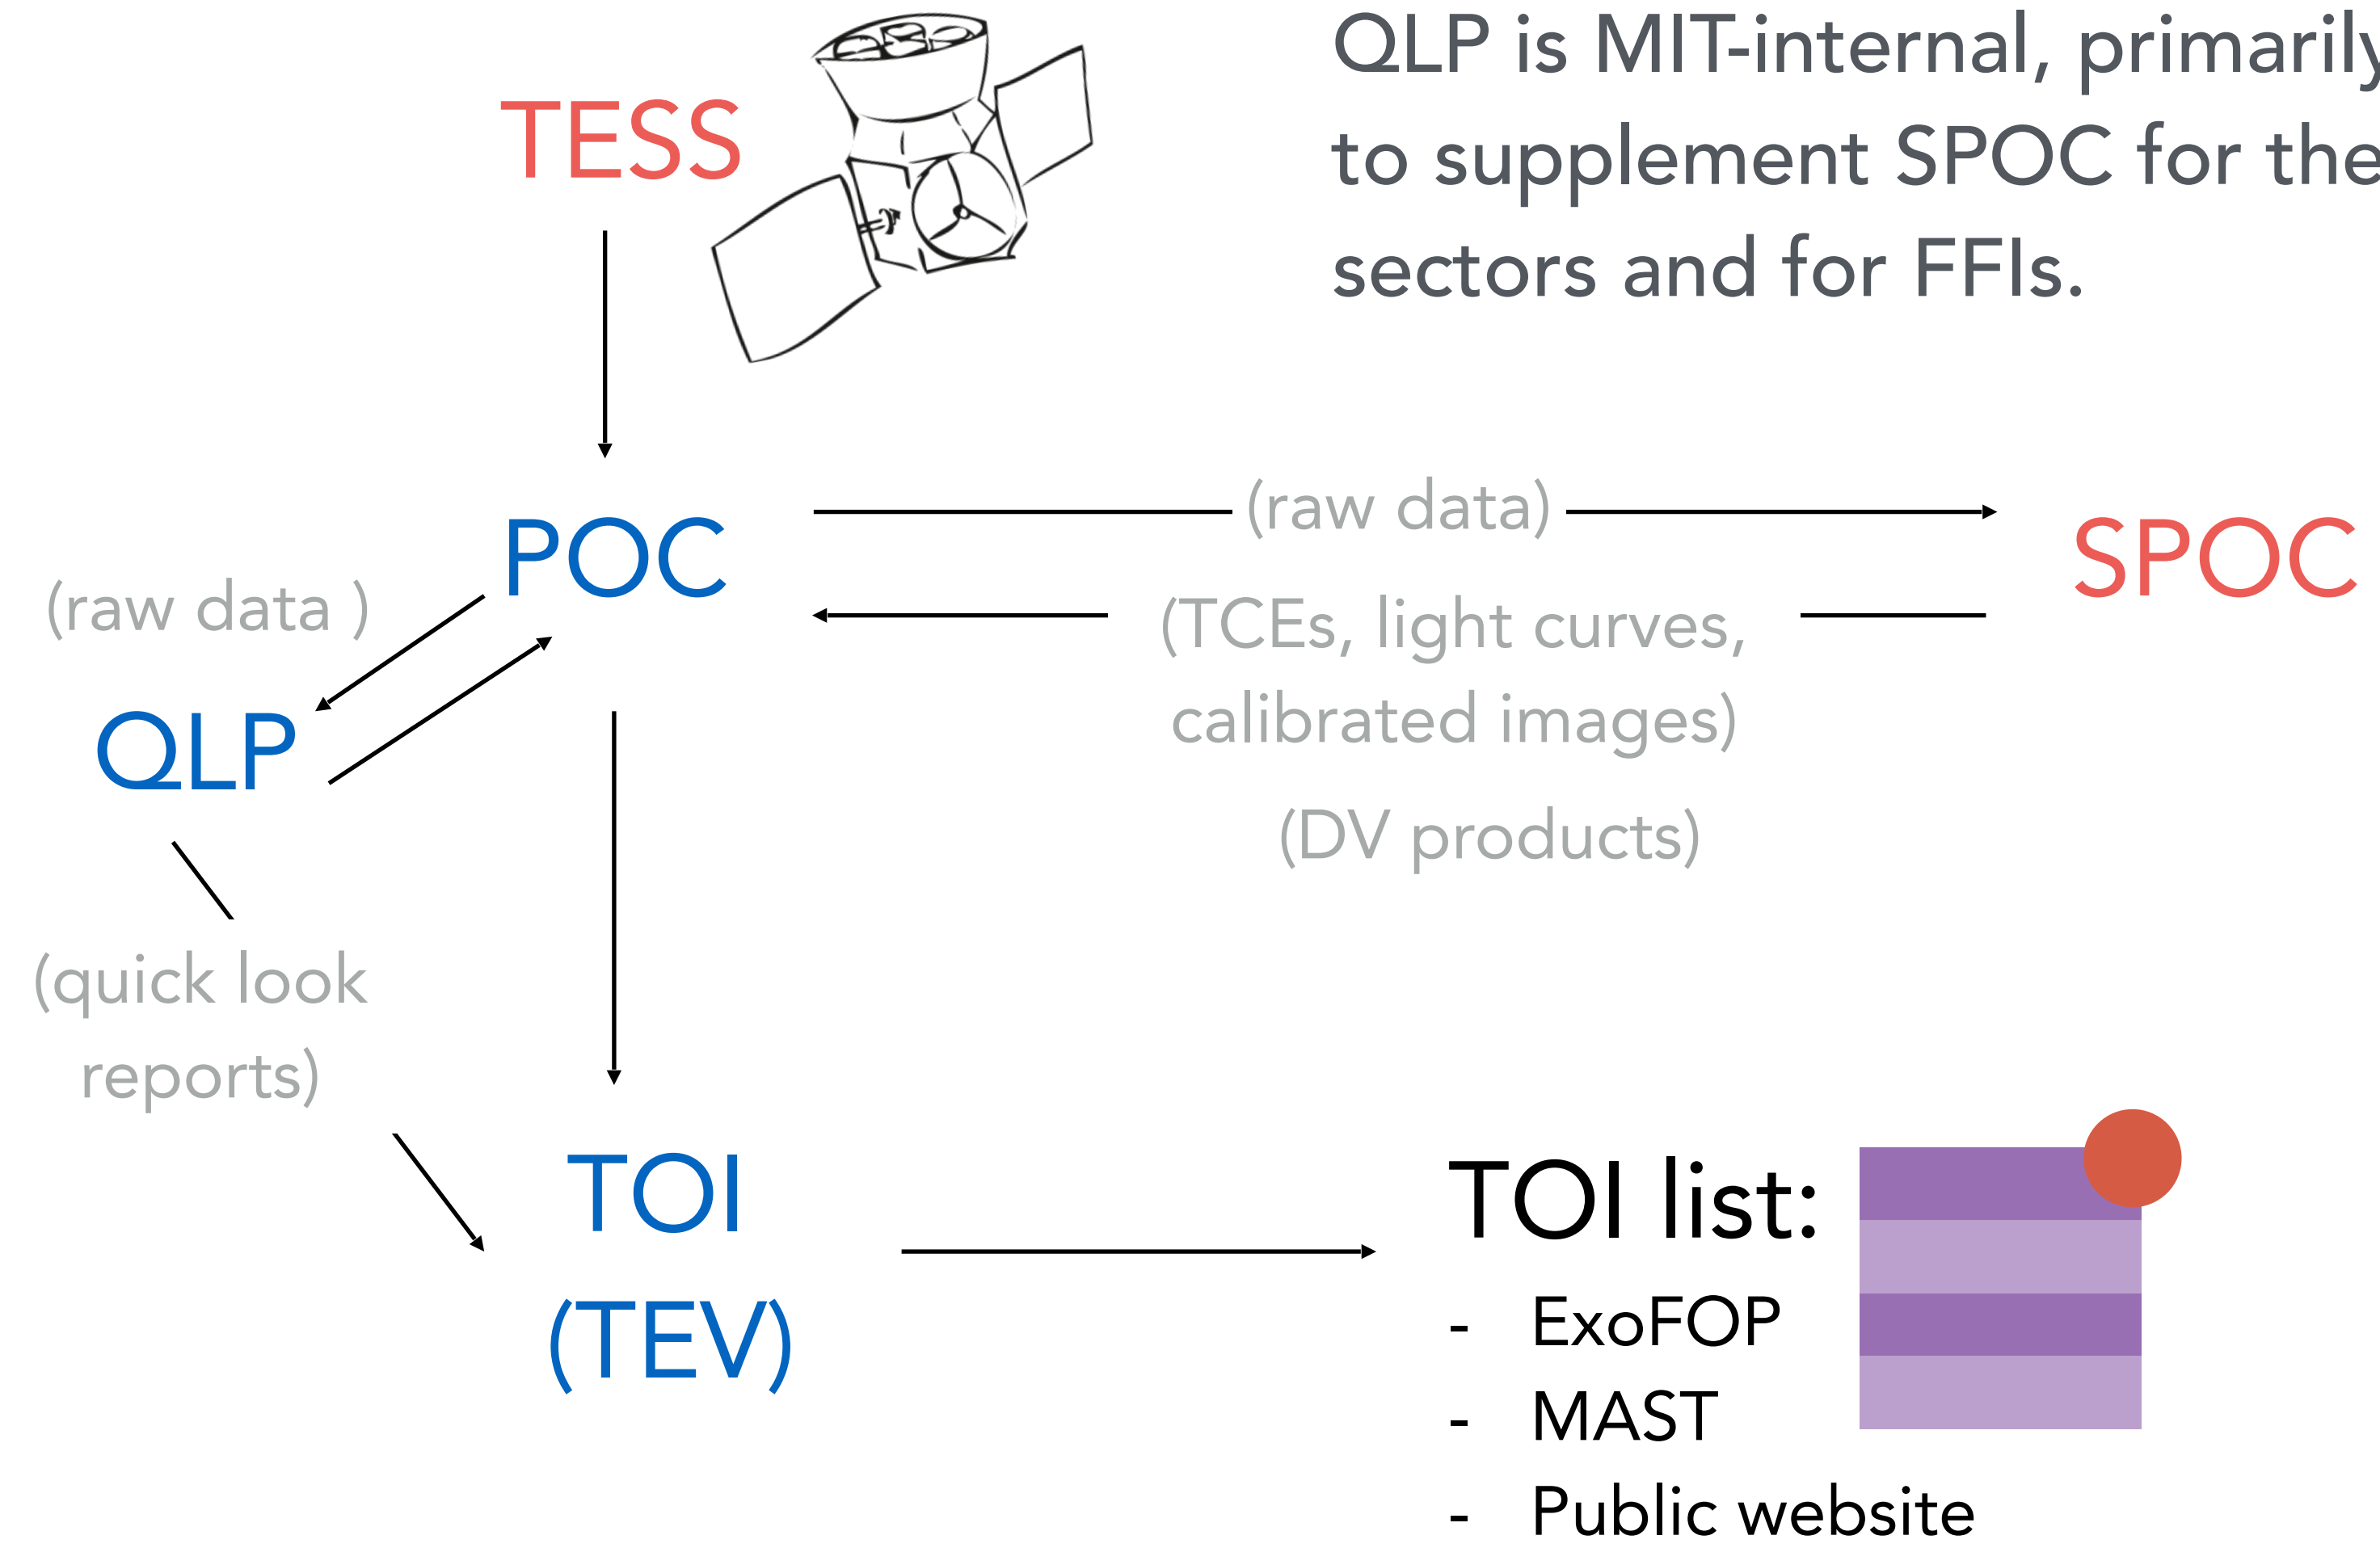 QLP is MIT-internal, primarily
to supplement SPOC for the
sectors and for FFIs.
TESS
POC
(raw data)
SPOC
(raw data )
(TCEs, light curves,
calibrated images)
QLP
(DV products)
(quick look
reports)
TOI
(TEV)
TOI list:
- ExoFOP
- MAST
- Public website